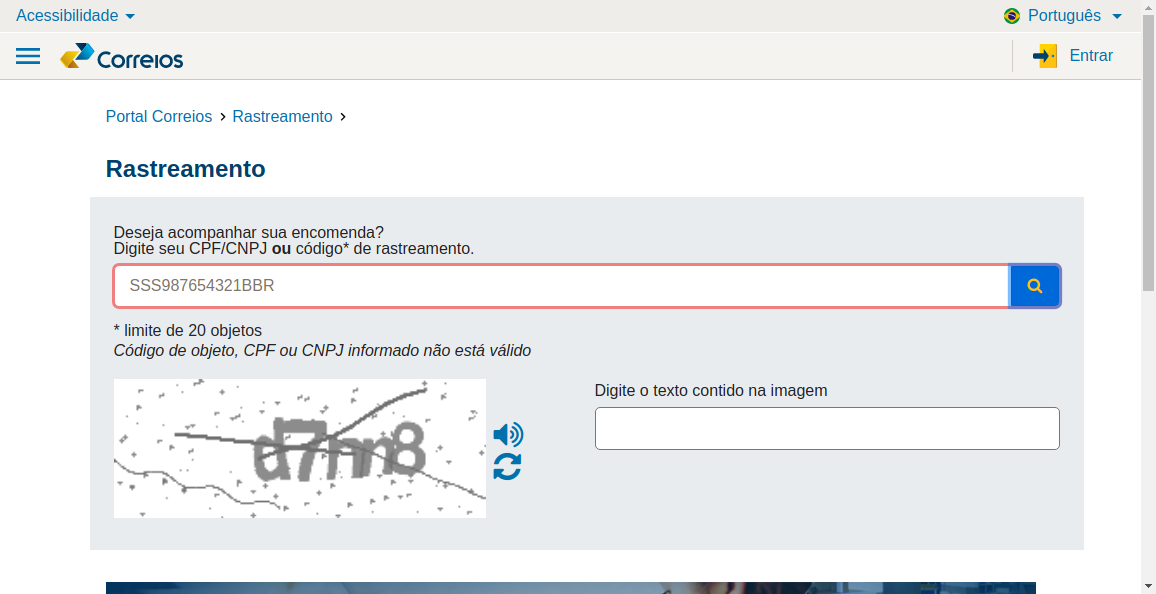 Acessibilidade
Português
Correios
Entrar
Portal Correios > Rastreamento >
Rastreamento
Deseja acompanhar sua encomenda?
Digite seu CPF/CNPJ ou código* de rastreamento.
SSS987654321BBR
* limite de 20 objetos
Código de objeto, CPF ou CNPJ informado não está válido
Digite o texto contido na imagem